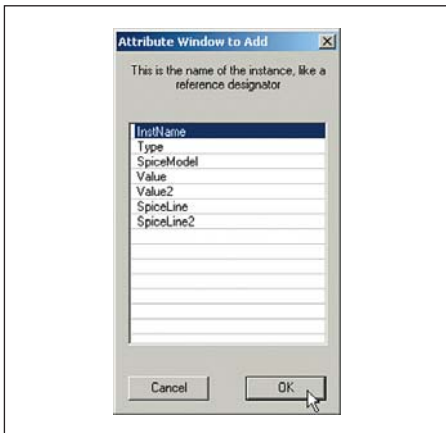 Attribute Window to Add
This is the name of the instance, like a
reference designator
InstName
Type
SpiceModel
Value
Value2
SpiceLine
SpiceLine2
Cancel
OK